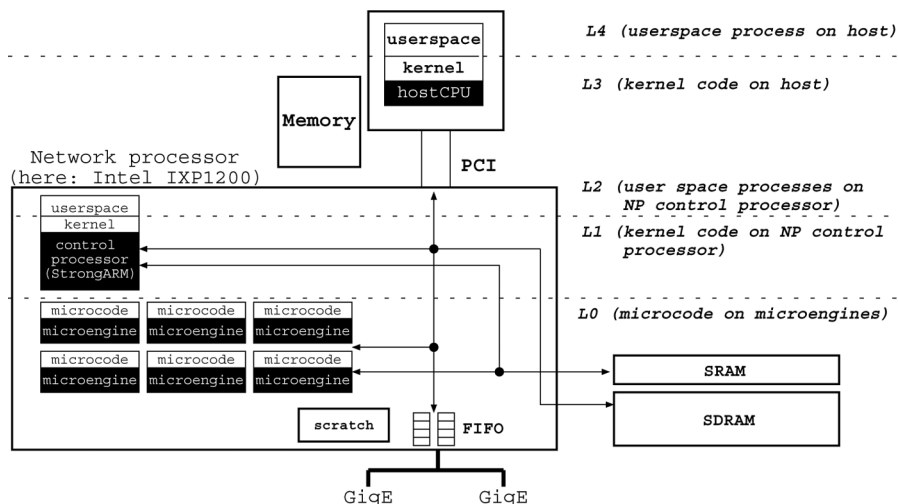 userspace
L4 (userspace process on host)
kernel
hostCPU
L3 (kernel code on host)
Memory
Network processor
(here: Intel IXP1200)
PCI
L2 (user space processes on
NP control processor)
userspace
kernel
L1 (kernel code on NP control
processor)
control
processor
(StrongARM)
microcode microcode microcode
microengine microengine microengine
L0 (microcode on microengines)
microcode microcode microcode
microengine microengine microengine
SRAM
SDRAM
scratch
FIFO
GigE GigE